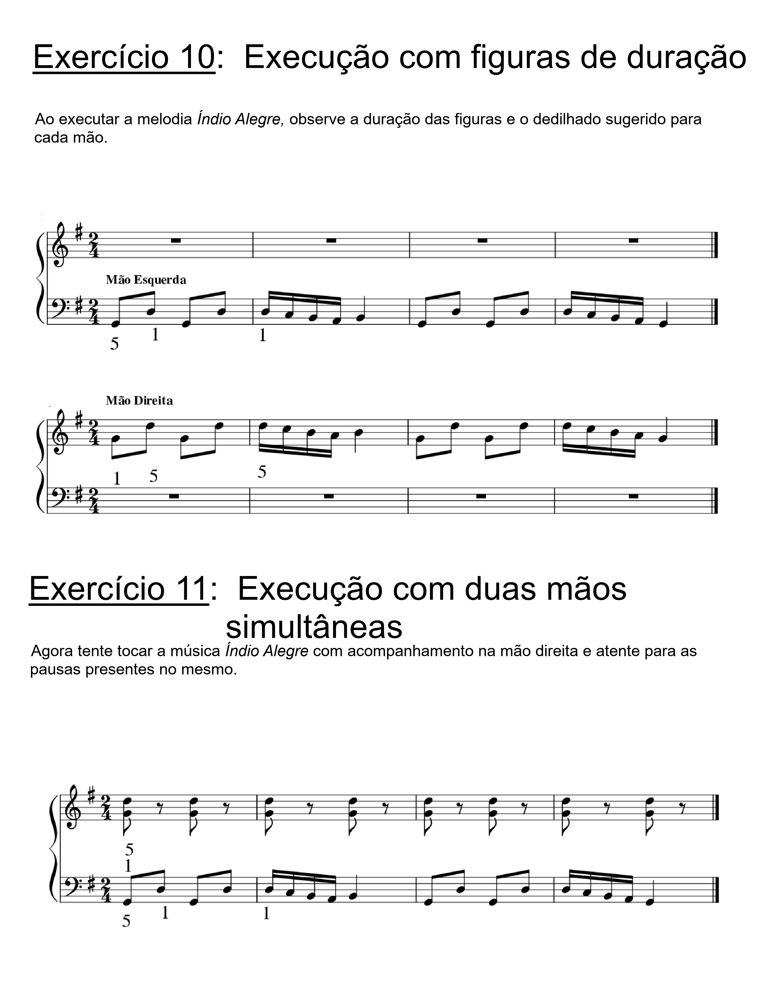 Exercício 10:  Execução com figuras de duração
Ao executar a melodia Índio Alegre, observe a duração das figuras e o dedilhado sugerido para
cada mão.
2
4
Mão Esquerda
2
4
5 1 1
Mão Direita
2
4
1 5 5
2
4
Exercício 11:  Execução com duas mãos
simultâneas
Agora tente tocar a música Índio Alegre com acompanhamento na mão direita e atente para as
pausas presentes no mesmo.
2
4
5
1
2
4
5 1 1